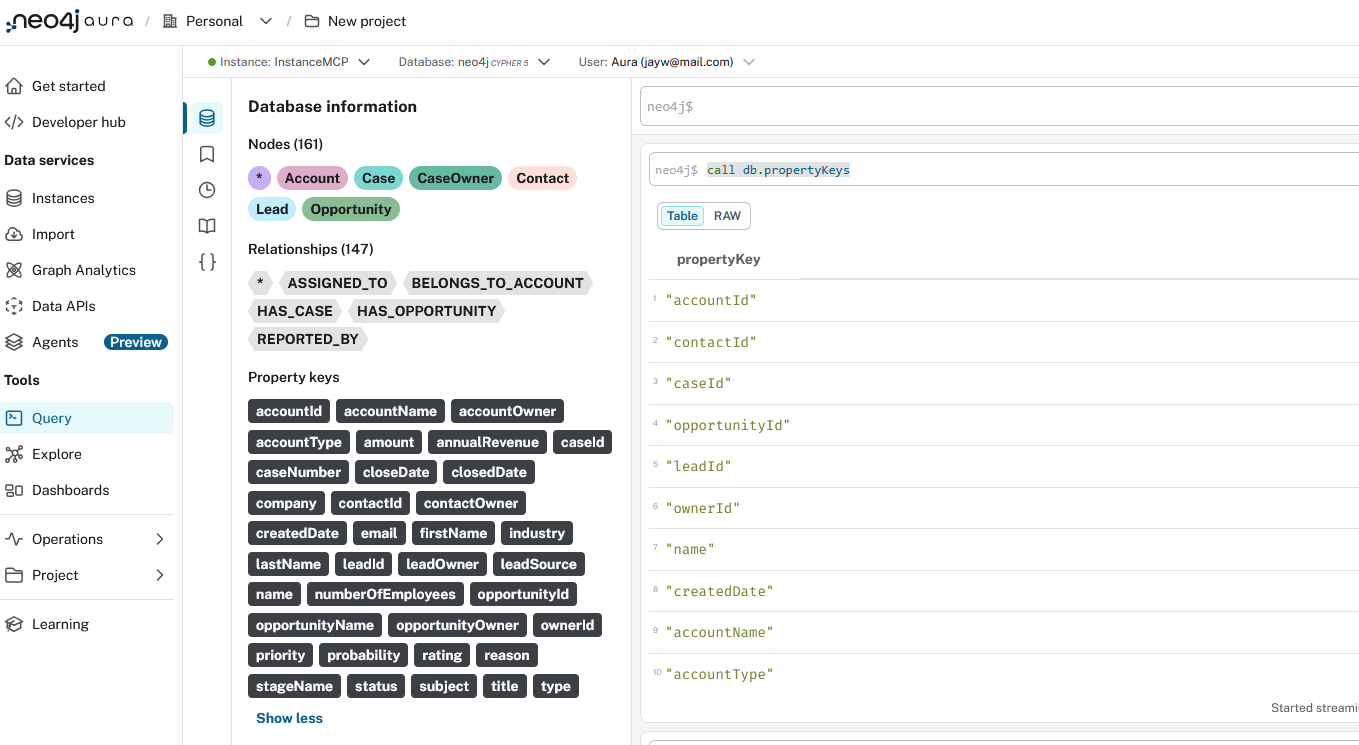 neo4j aura / Personal / New project
Instance: InstanceMCP Database: neo4j CYPHER 5 User: Aura (jayw@mail.com)
Get started
Developer hub
Data services
Instances
Import
Graph Analytics
Data APIs
Agents Preview
Tools
Query
Explore
Dashboards
Operations
Project
Learning
Database information
Nodes (161)
* Account Case CaseOwner Contact
Lead Opportunity
Relationships (147)
* ASSIGNED_TO BELONGS_TO_ACCOUNT
HAS_CASE HAS_OPPORTUNITY
REPORTED_BY
Property keys
accountId accountName accountOwner
accountType amount annualRevenue caseId
caseNumber closeDate closedDate
company contactId contactOwner
createdDate email firstName industry
lastName leadId leadOwner leadSource
name numberOfEmployees opportunityId
opportunityName opportunityOwner ownerId
priority probability rating reason
stageName status subject title type
Show less
neo4j$
neo4j$ call db.propertyKeys
Table RAW
propertyKey
1 "accountId"
2 "contactId"
3 "caseId"
4 "opportunityId"
5 "leadId"
6 "ownerId"
7 "name"
8 "createdDate"
9 "accountName"
10 "accountType"
Started streami